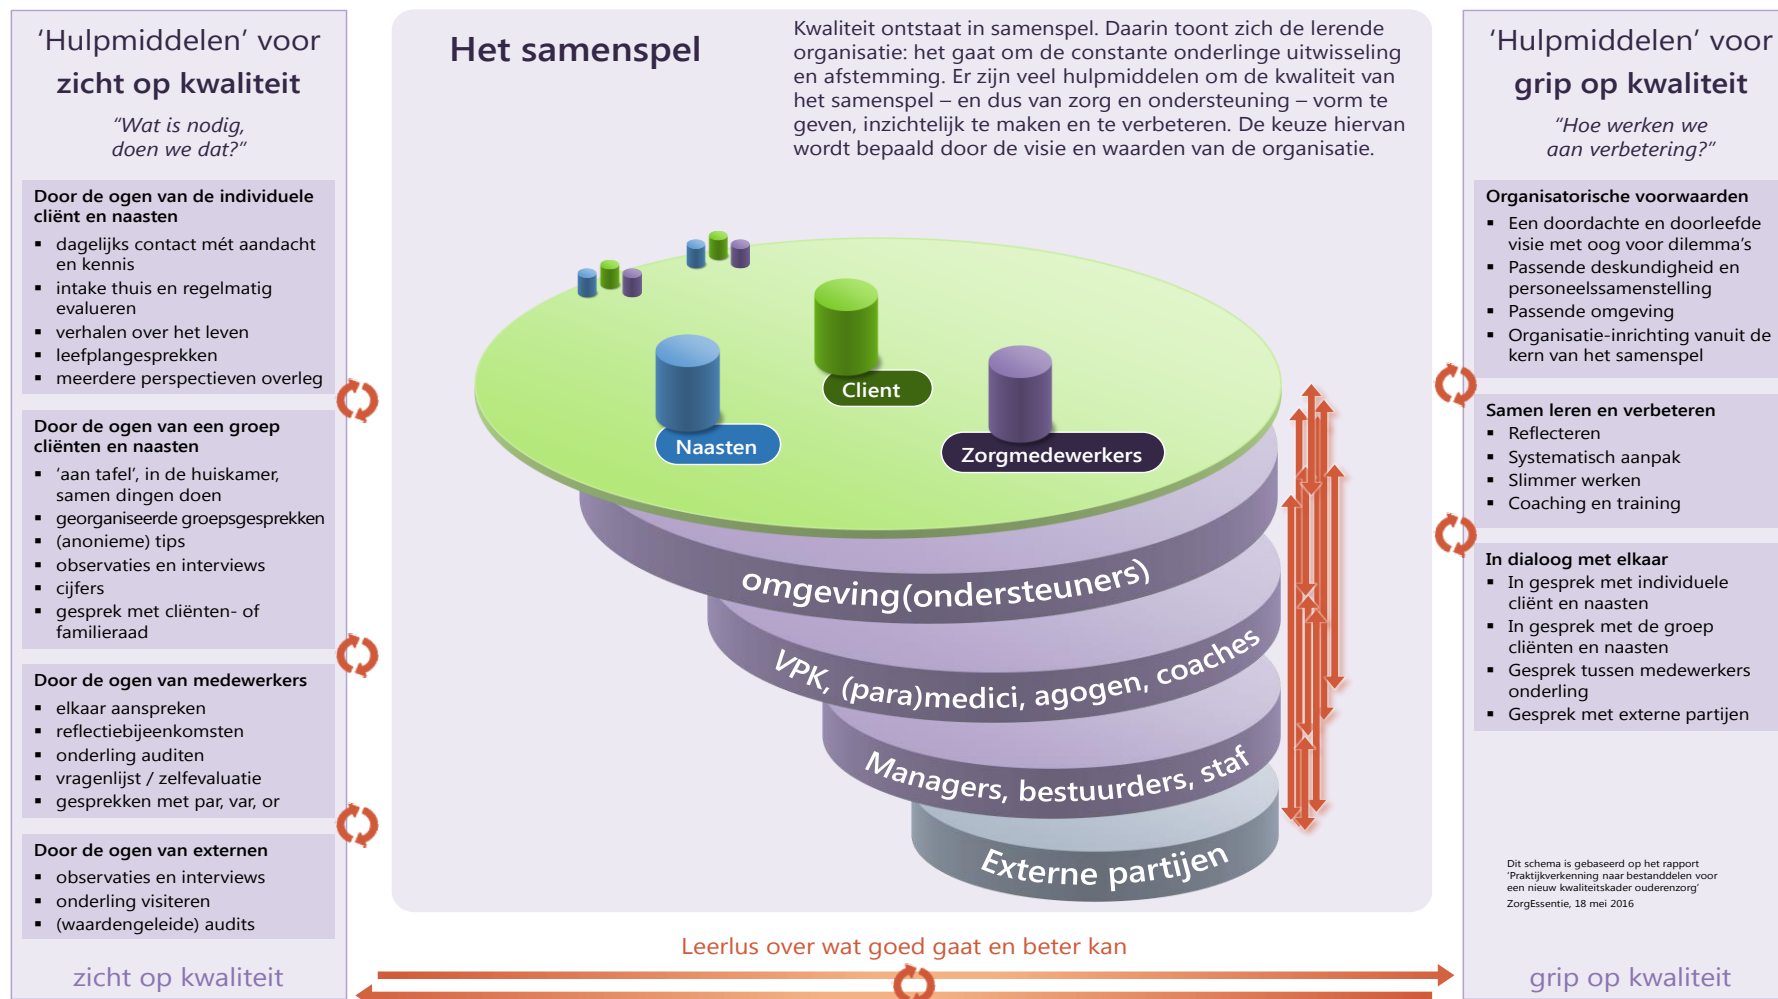 'Hulpmiddelen' voor
zicht op kwaliteit
“Wat is nodig,
doen we dat?”
Door de ogen van de individuele
cliënt en naasten
▪ dagelijks contact mét aandacht
en kennis
▪ intake thuis en regelmatig
evalueren
▪ verhalen over het leven
▪ leefplangesprekken
▪ meerdere perspectieven overleg
Door de ogen van een groep
cliënten en naasten
▪ ‘aan tafel’, in de huiskamer,
samen dingen doen
▪ georganiseerde groepsgesprekken
▪ (anonieme) tips
▪ observaties en interviews
▪ cijfers
▪ gesprek met cliënten- of
familieraad
Door de ogen van medewerkers
▪ elkaar aanspreken
▪ reflectiebijeenkomsten
▪ onderling auditen
▪ vragenlijst / zelfevaluatie
▪ gesprekken met par, var, or
Door de ogen van externen
▪ observaties en interviews
▪ onderling visiteren
▪ (waardengeleide) audits
zicht op kwaliteit
Het samenspel
Kwaliteit ontstaat in samenspel. Daarin toont zich de lerende
organisatie: het gaat om de constante onderlinge uitwisseling
en afstemming. Er zijn veel hulpmiddelen om de kwaliteit van
het samenspel – en dus van zorg en ondersteuning – vorm te
geven, inzichtelijk te maken en te verbeteren. De keuze hiervan
wordt bepaald door de visie en waarden van de organisatie.
Client
Naasten
Zorgmedewerkers
omgeving(ondersteuners)
VPK, (para)medici, agogen, coaches
Managers, bestuurders, staf
Externe partijen
Leerlus over wat goed gaat en beter kan
'Hulpmiddelen' voor
grip op kwaliteit
“Hoe werken we
aan verbetering?”
Organisatorische voorwaarden
▪ Een doordachte en doorleefde
visie met oog voor dilemma’s
▪ Passende deskundigheid en
personeelssamenstelling
▪ Passende omgeving
▪ Organisatie-inrichting vanuit de
kern van het samenspel
Samen leren en verbeteren
▪ Reflecteren
▪ Systematisch aanpak
▪ Slimmer werken
▪ Coaching en training
In dialoog met elkaar
▪ In gesprek met individuele
cliënt en naasten
▪ In gesprek met de groep
cliënten en naasten
▪ Gesprek tussen medewerkers
onderling
▪ Gesprek met externe partijen
Dit schema is gebaseerd op het rapport
‘Praktijkverkenning naar bestanddelen voor
een nieuw kwaliteitskader ouderenzorg’
ZorgEssentie, 18 mei 2016
grip op kwaliteit